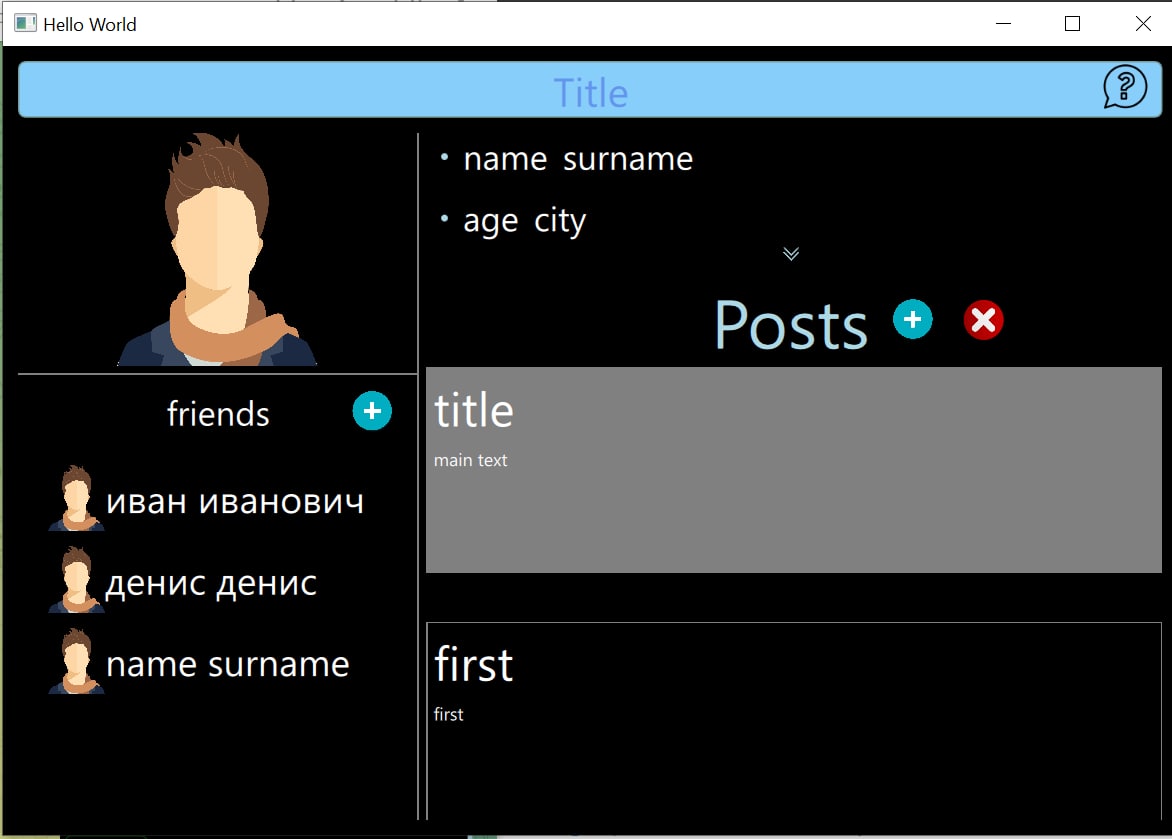 Hello World
Title
name surname
age city
Posts
friends
иван иванович
денис денис
name surname
title
main text
first
first